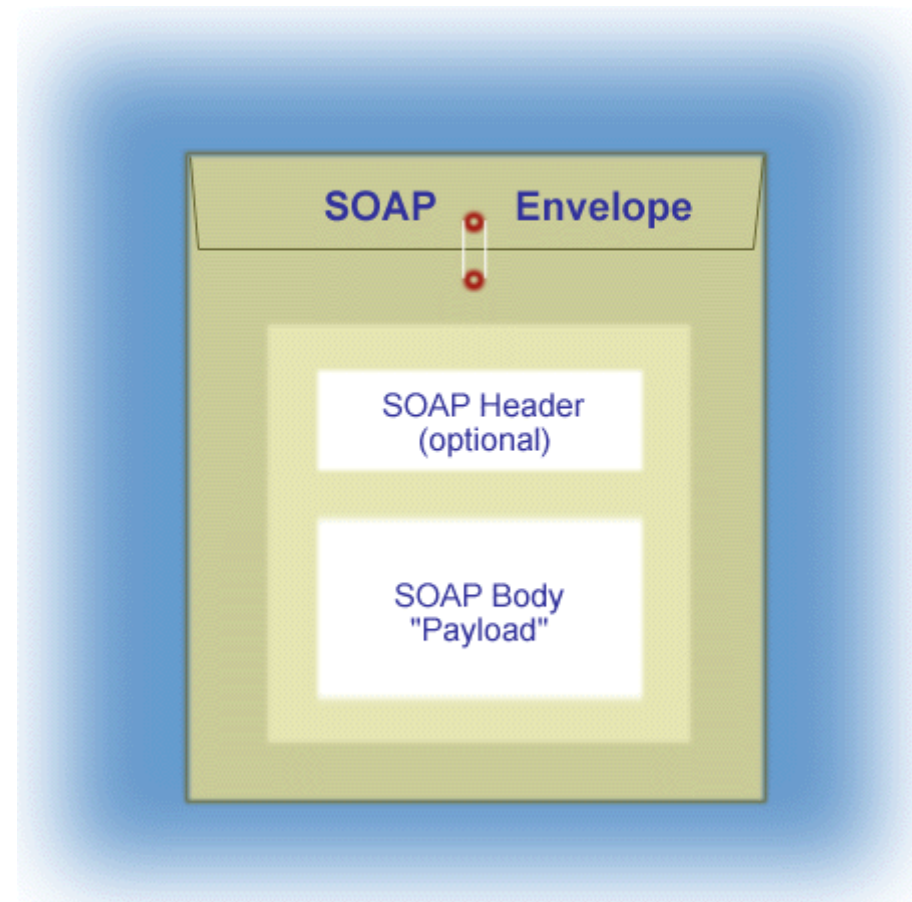 SOAP Envelope
SOAP Header
(optional)
SOAP Body
"Payload"